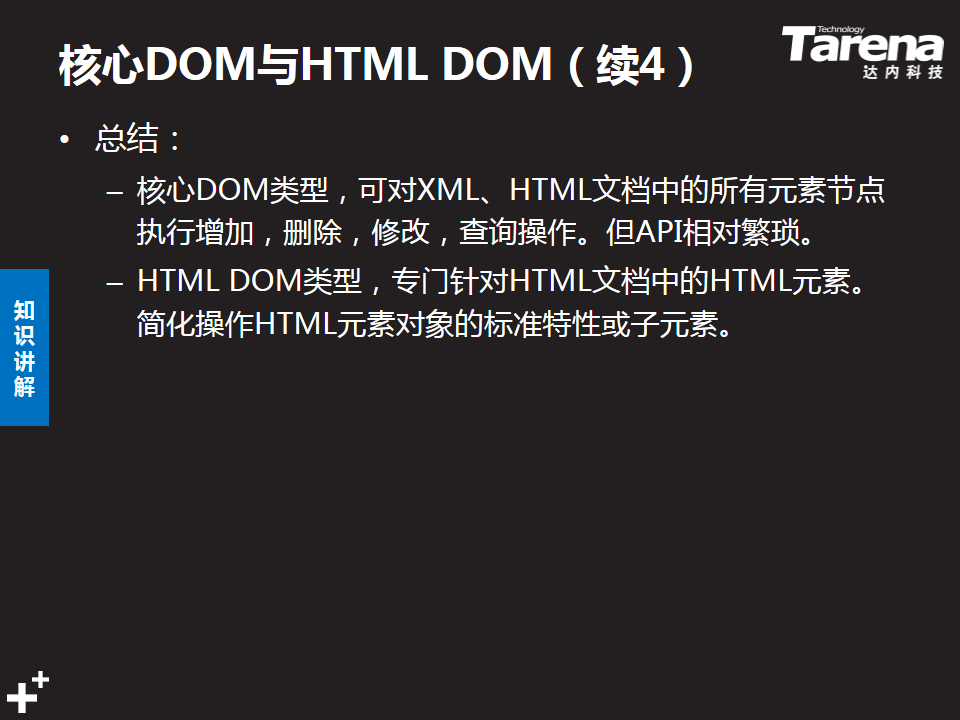 核心DOM与HTML DOM（续4）
Technology
Tarena
达内科技
• 总结：
– 核心DOM类型，可对XML、HTML文档中的所有元素节点
执行增加，删除，修改，查询操作。但API相对繁琐。
– HTML DOM类型，专门针对HTML文档中的HTML元素。
简化操作HTML元素对象的标准特性或子元素。
知识讲解